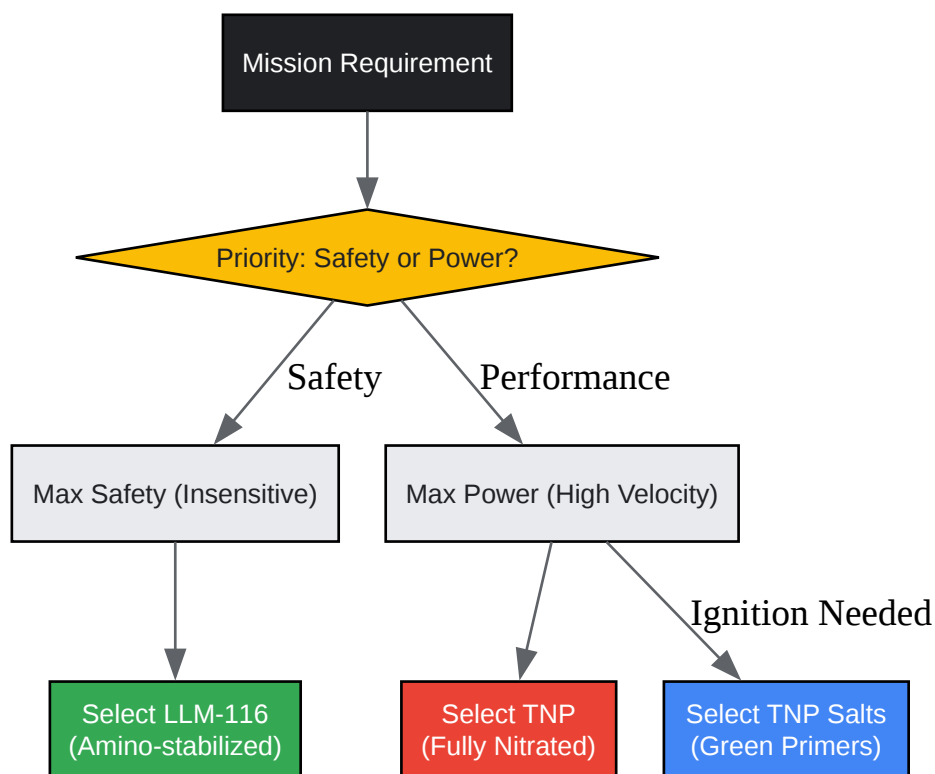 Mission Requirement
Priority: Safety or Power?
Safety
Performance
Max Safety (Insensitive)
Max Power (High Velocity)
Ignition Needed
Select LLM-116
(Amino-stabilized)
Select TNP
(Fully Nitrated)
Select TNP Salts
(Green Primers)